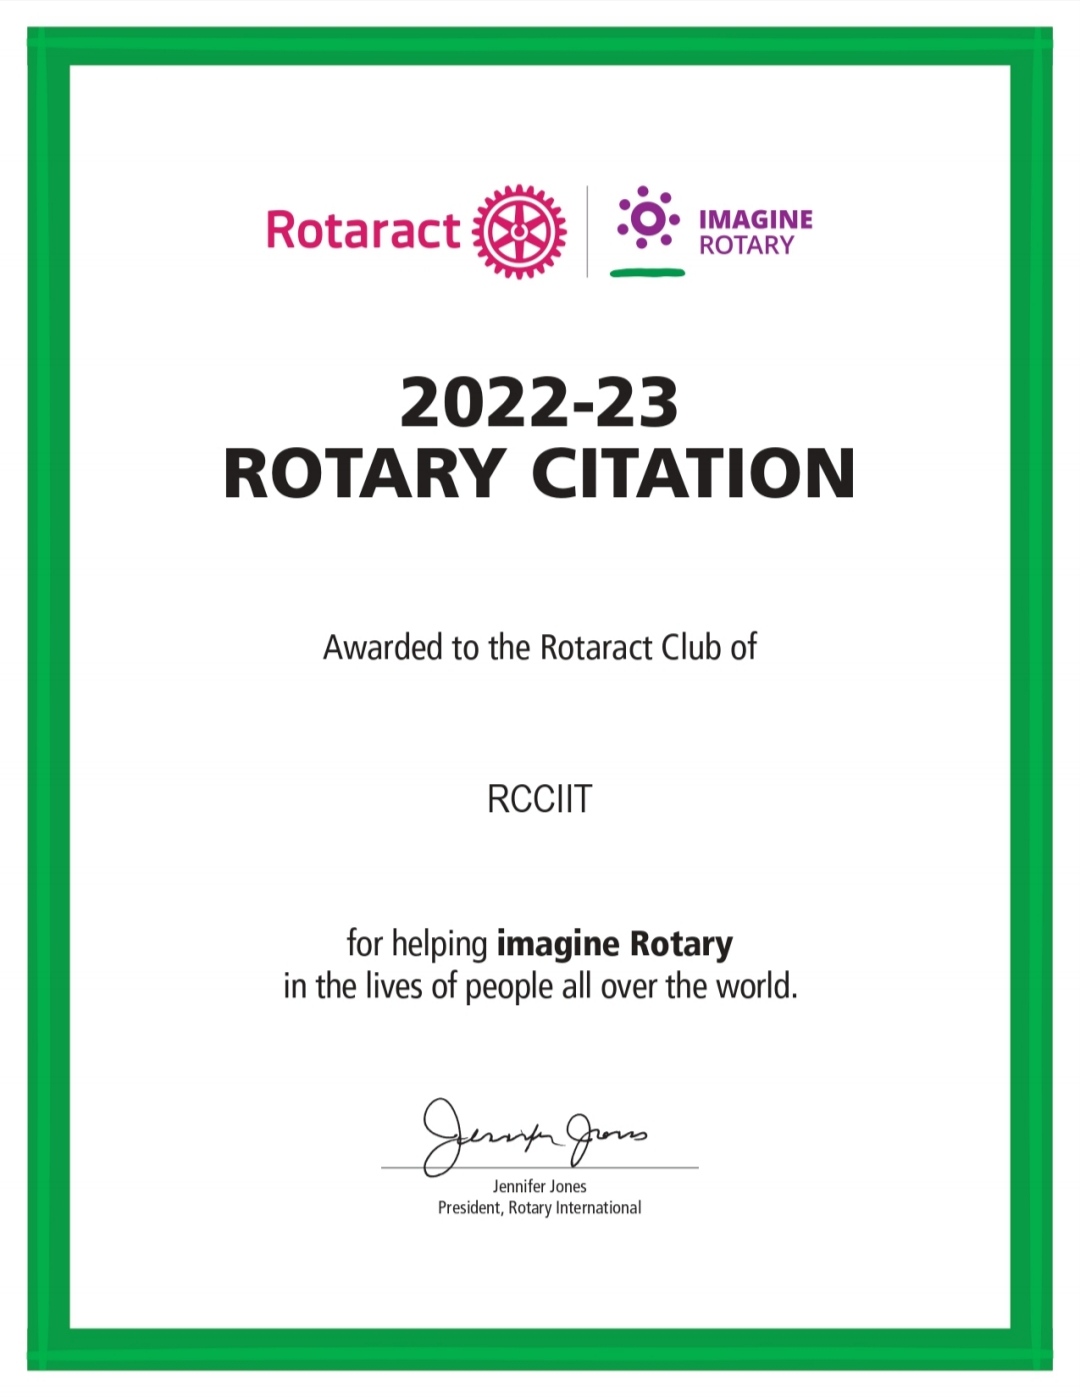 Rotaract
IMAGINE
ROTARY
2022-23
ROTARY CITATION
Awarded to the Rotaract Club of
RCCIIT
for helping imagine Rotary
in the lives of people all over the world.
Jennifer Jones
Jennifer Jones
President, Rotary International